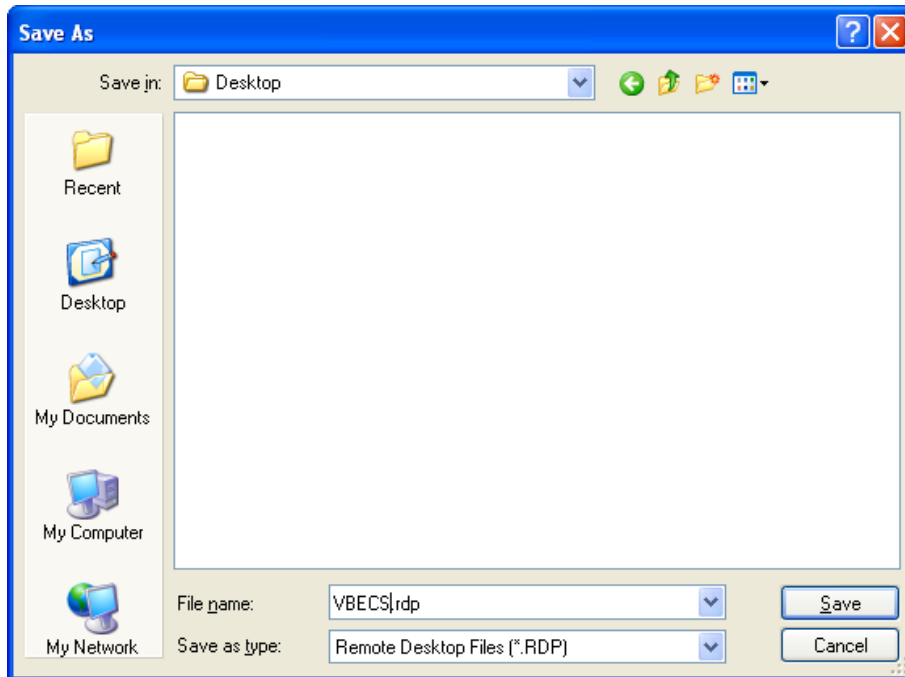 Save As
Save in: Desktop
Recent
Desktop
My Documents
My Computer
My Network
File name: VBECS.rdp Save
Save as type: Remote Desktop Files (*.RDP) Cancel